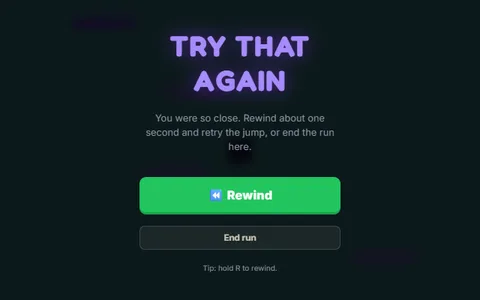 TRY THAT
AGAIN
You were so close. Rewind about one
second and retry the jump, or end the run
here.
⏪ Rewind
End run
Tip: hold R to rewind.